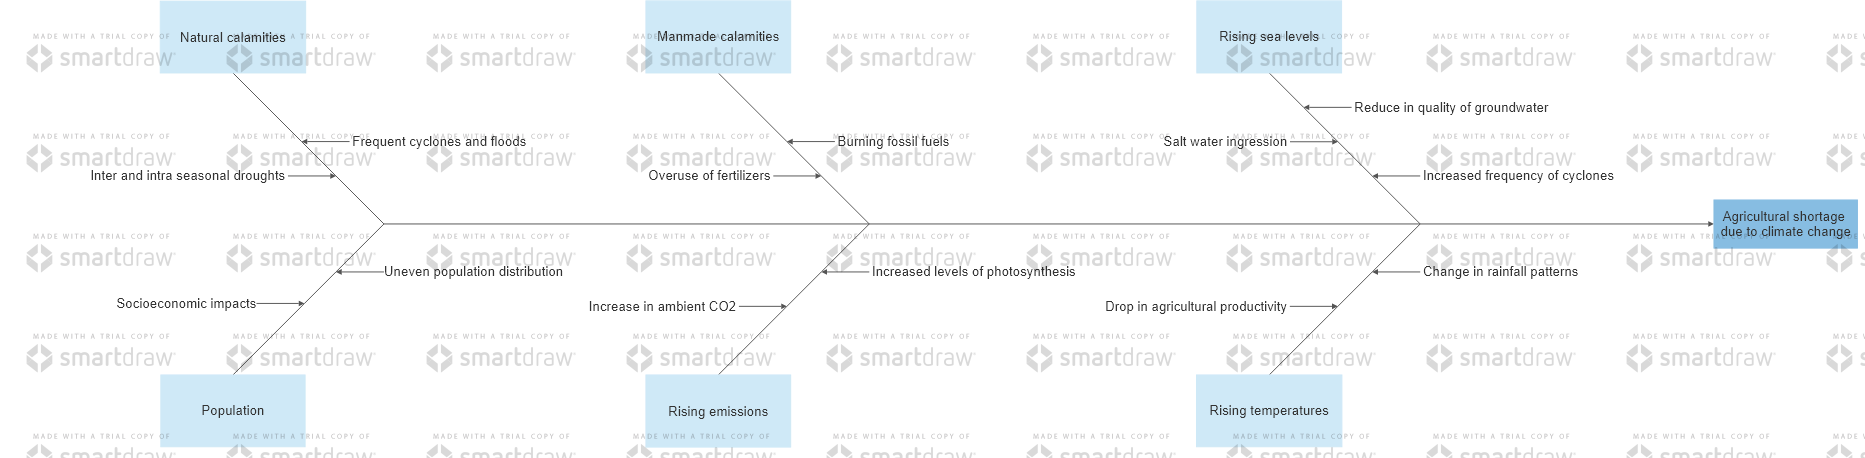 Natural calamities
Manmade calamities
Rising sea levels
Reduce in quality of groundwater
Frequent cyclones and floods
Burning fossil fuels
Salt water ingression
Inter and intra seasonal droughts
Overuse of fertilizers
Increased frequency of cyclones
Agricultural shortage
due to climate change
Uneven population distribution
Increased levels of photosynthesis
Change in rainfall patterns
Socioeconomic impacts
Increase in ambient CO2
Drop in agricultural productivity
Population
Rising emissions
Rising temperatures
MADE WITH A TRIAL COPY OF
smartdraw